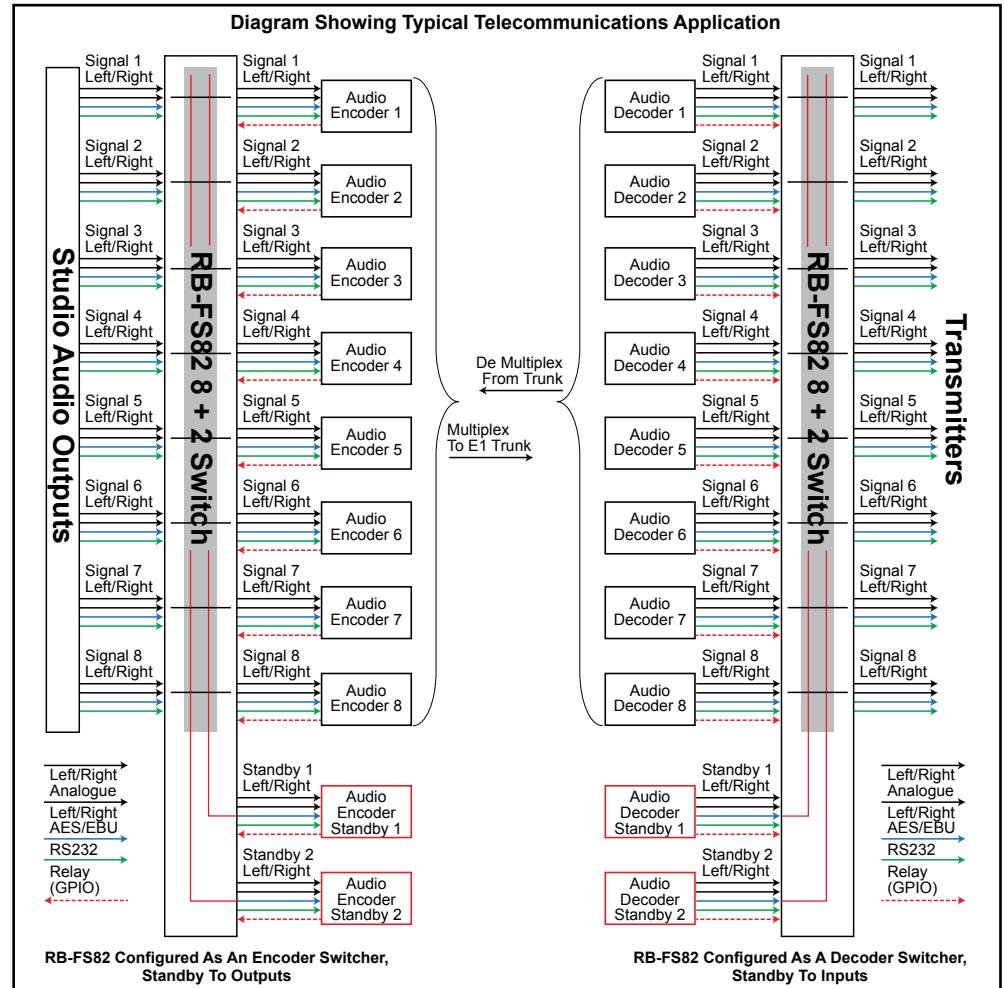 Diagram Showing Typical Telecommunications Application
Studio Audio Outputs
Signal 1
Left/Right
Signal 2
Left/Right
Signal 3
Left/Right
Signal 4
Left/Right
Signal 5
Left/Right
Signal 6
Left/Right
Signal 7
Left/Right
Signal 8
Left/Right
RB-FS82 8 + 2 Switch
Signal 1
Left/Right
Signal 2
Left/Right
Signal 3
Left/Right
Signal 4
Left/Right
Signal 5
Left/Right
Signal 6
Left/Right
Signal 7
Left/Right
Signal 8
Left/Right
Standby 1
Left/Right
Standby 2
Left/Right
Audio
Encoder 1
Audio
Encoder 2
Audio
Encoder 3
Audio
Encoder 4
Audio
Encoder 5
Audio
Encoder 6
Audio
Encoder 7
Audio
Encoder 8
Audio
Encoder
Standby 1
Audio
Encoder
Standby 2
Left/Right
Analogue
Left/Right
AES/EBU
RS232
Relay
(GPIO)
RB-FS82 Configured As An Encoder Switcher,
Standby To Outputs
De Multiplex
From Trunk
Multiplex
To E1 Trunk
Audio
Decoder 1
Audio
Decoder 2
Audio
Decoder 3
Audio
Decoder 4
Audio
Decoder 5
Audio
Decoder 6
Audio
Decoder 7
Audio
Decoder 8
Audio
Decoder
Standby 1
Audio
Decoder
Standby 2
Signal 1
Left/Right
Signal 2
Left/Right
Signal 3
Left/Right
Signal 4
Left/Right
Signal 5
Left/Right
Signal 6
Left/Right
Signal 7
Left/Right
Signal 8
Left/Right
Standby 1
Left/Right
Standby 2
Left/Right
RB-FS82 8 + 2 Switch
Signal 1
Left/Right
Signal 2
Left/Right
Signal 3
Left/Right
Signal 4
Left/Right
Signal 5
Left/Right
Signal 6
Left/Right
Signal 7
Left/Right
Signal 8
Left/Right
Transmitters
Left/Right
Analogue
Left/Right
AES/EBU
RS232
Relay
(GPIO)
RB-FS82 Configured As A Decoder Switcher,
Standby To Inputs